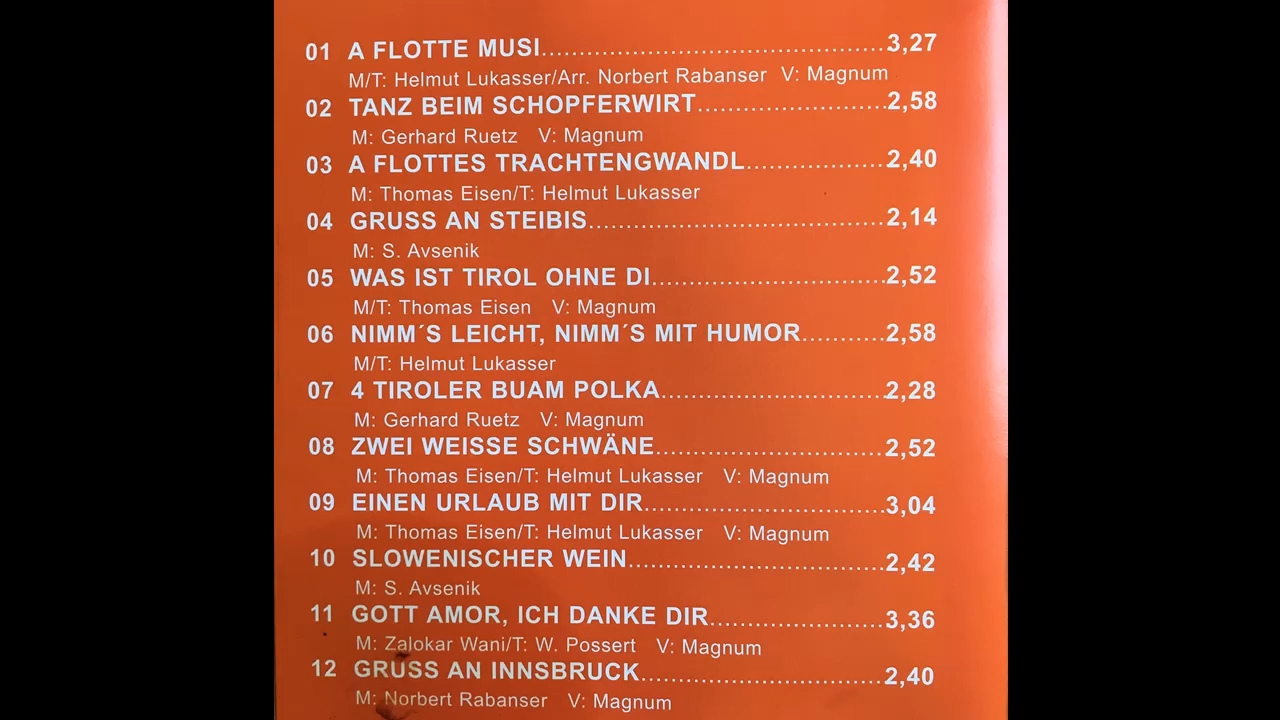 01 A FLOTTE MUSI........................................................3,27
M/T: Helmut Lukasser/Arr. Norbert Rabanser V: Magnum
02 TANZ BEIM SCHOPFERWIRT..............................2,58
M: Gerhard Ruetz V: Magnum
03 A FLOTTES TRACHTENGWANDL......................2,40
M: Thomas Eisen/T: Helmut Lukasser
04 GRUSS AN STEIBIS...............................................2,14
M: S. Avsenik
05 WAS IST TIROL OHNE DI.....................................2,52
M/T: Thomas Eisen V: Magnum
06 NIMM´S LEICHT, NIMM´S MIT HUMOR.............2,58
M/T: Helmut Lukasser
07 4 TIROLER BUAM POLKA....................................2,28
M: Gerhard Ruetz V: Magnum
08 ZWEI WEISSE SCHWÄNE.....................................2,52
M: Thomas Eisen/T: Helmut Lukasser V: Magnum
09 EINEN URLAUB MIT DIR......................................3,04
M: Thomas Eisen/T: Helmut Lukasser V: Magnum
10 SLOWENISCHER WEIN.........................................2,42
M: S. Avsenik
11 GOTT AMOR, ICH DANKE DIR............................3,36
M: Zalokar Wani/T: W. Possert V: Magnum
12 GRUSS AN INNSBRUCK.......................................2,40
M: Norbert Rabanser V: Magnum